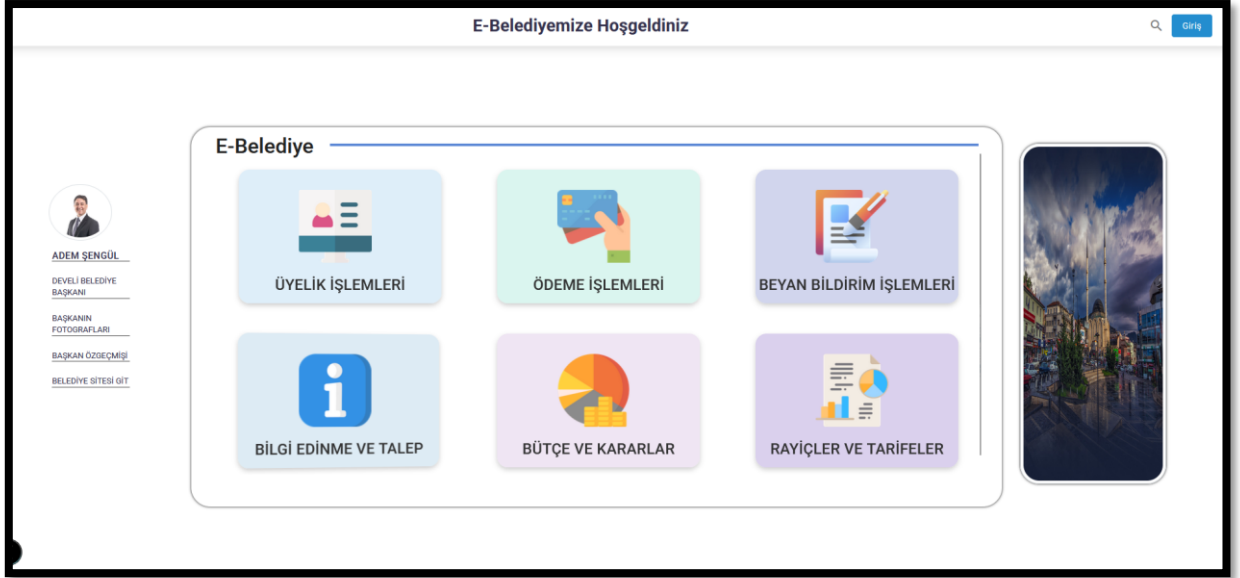 E-Belediyemize Hoşgeldiniz
Giriş
E-Belediye
ADEM ŞENGÜL
DEVELİ BELEDİYE
BAŞKANI
BAŞKANIN
FOTOGRAFLARI
BAŞKAN ÖZGEÇMİŞİ
BELEDİYE SİTESİ GİT
ÜYELİK İŞLEMLERİ
ÖDEME İŞLEMLERİ
BEYAN BİLDİRİM İŞLEMLERİ
BİLGİ EDİNME VE TALEP
BÜTÇE VE KARARLAR
RAYİÇLER VE TARİFELER